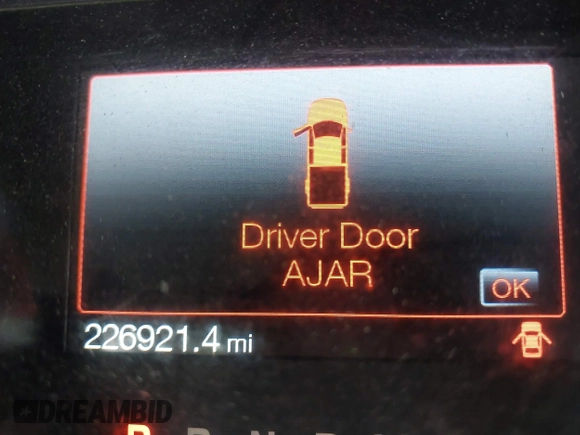 Driver Door
AJAR
OK
226921.4 mi
DREAMBID
P R N D